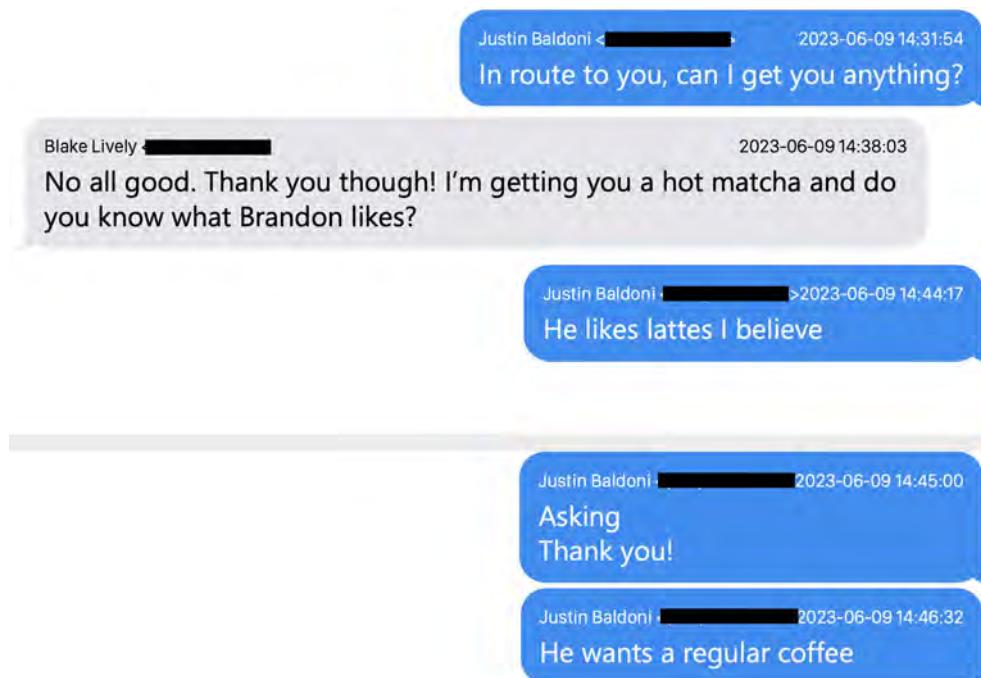 Justin Baldoni < > 2023-06-09 14:31:54
In route to you, can I get you anything?
Blake Lively < 2023-06-09 14:38:03
No all good. Thank you though! I'm getting you a hot matcha and do
you know what Brandon likes?
Justin Baldoni < >2023-06-09 14:44:17
He likes lattes I believe
Justin Baldoni < 2023-06-09 14:45:00
Asking
Thank you!
Justin Baldoni < 2023-06-09 14:46:32
He wants a regular coffee